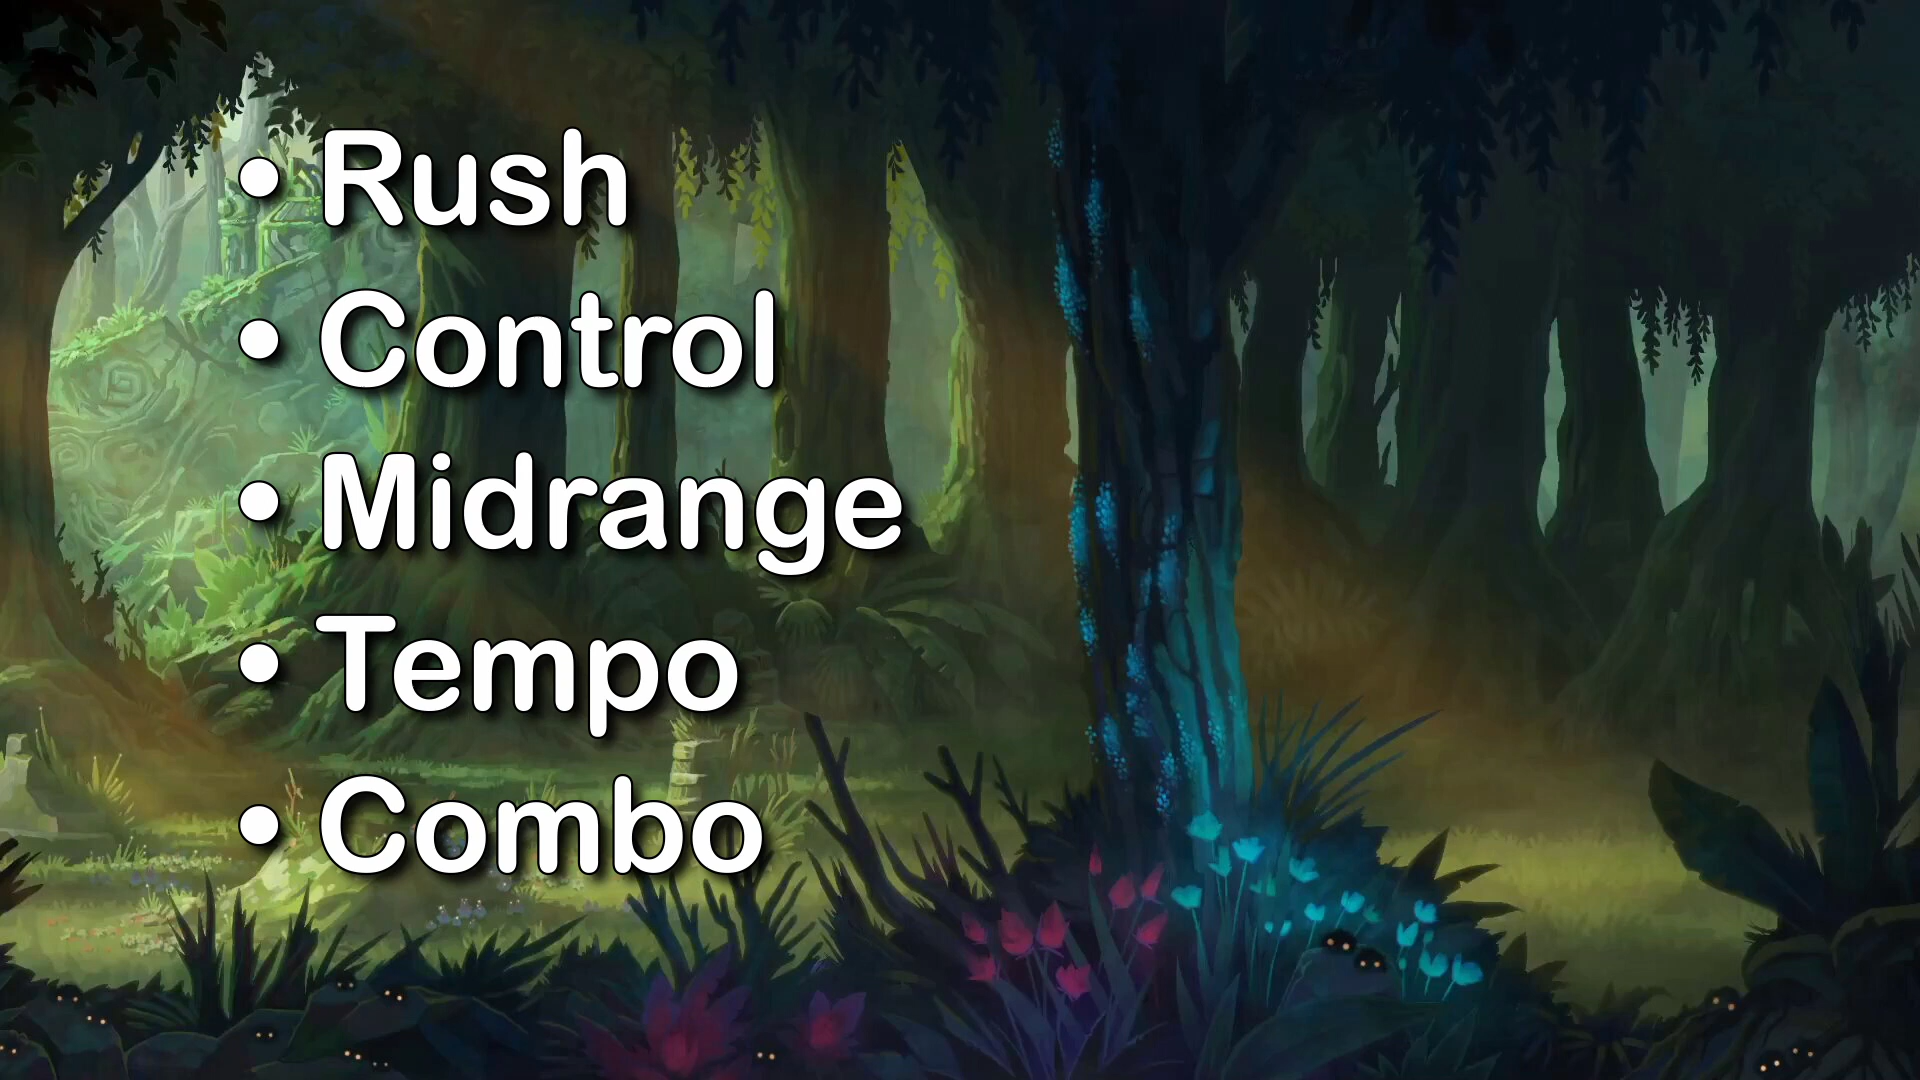 • Rush
• Control
• Midrange
• Tempo
• Combo